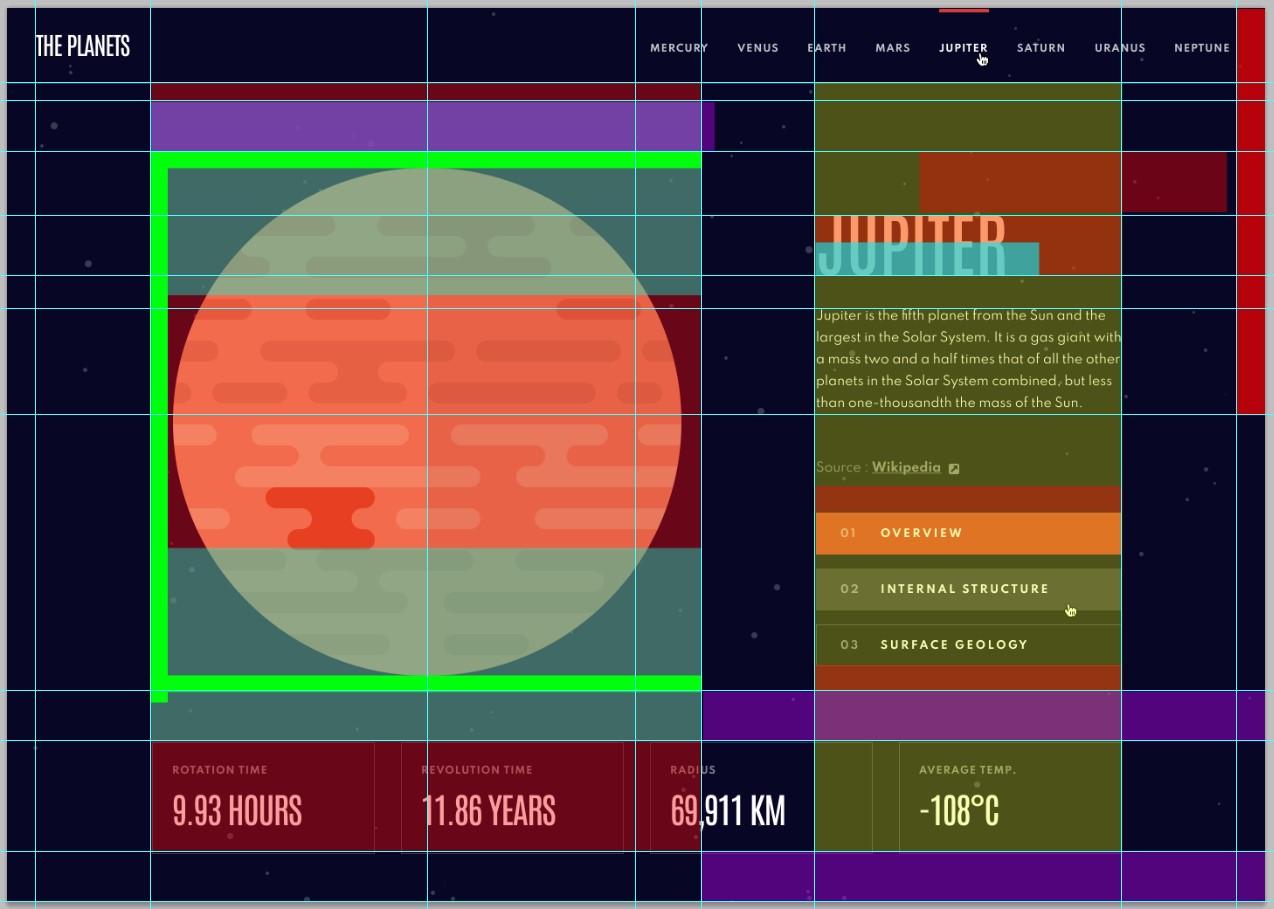 THE PLANETS
MERCURY VENUS EARTH MARS JUPITER SATURN URANUS NEPTUNE
JUPITER
Jupiter is the fifth planet from the Sun and the
largest in the Solar System. It is a gas giant with
a mass two and a half times that of all the other
planets in the Solar System combined, but less
than one-thousandth the mass of the Sun.
Source : Wikipedia
01 OVERVIEW
02 INTERNAL STRUCTURE
03 SURFACE GEOLOGY
ROTATION TIME
9.93 HOURS
REVOLUTION TIME
11.86 YEARS
RADIUS
69,911 KM
AVERAGE TEMP.
-108°C